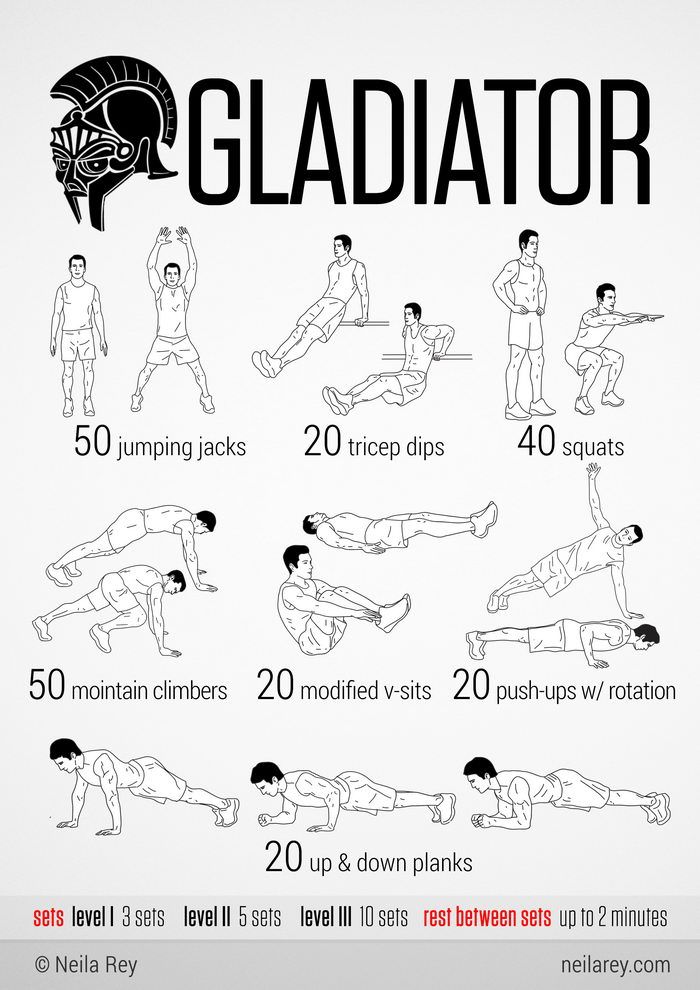 GLADIATOR
50 jumping jacks
20 tricep dips
40 squats
50 mointain climbers
20 modified v-sits
20 push-ups w/ rotation
20 up & down planks
sets level I 3 sets level II 5 sets level III 10 sets rest between sets up to 2 minutes
© Neila Rey
neilarey.com